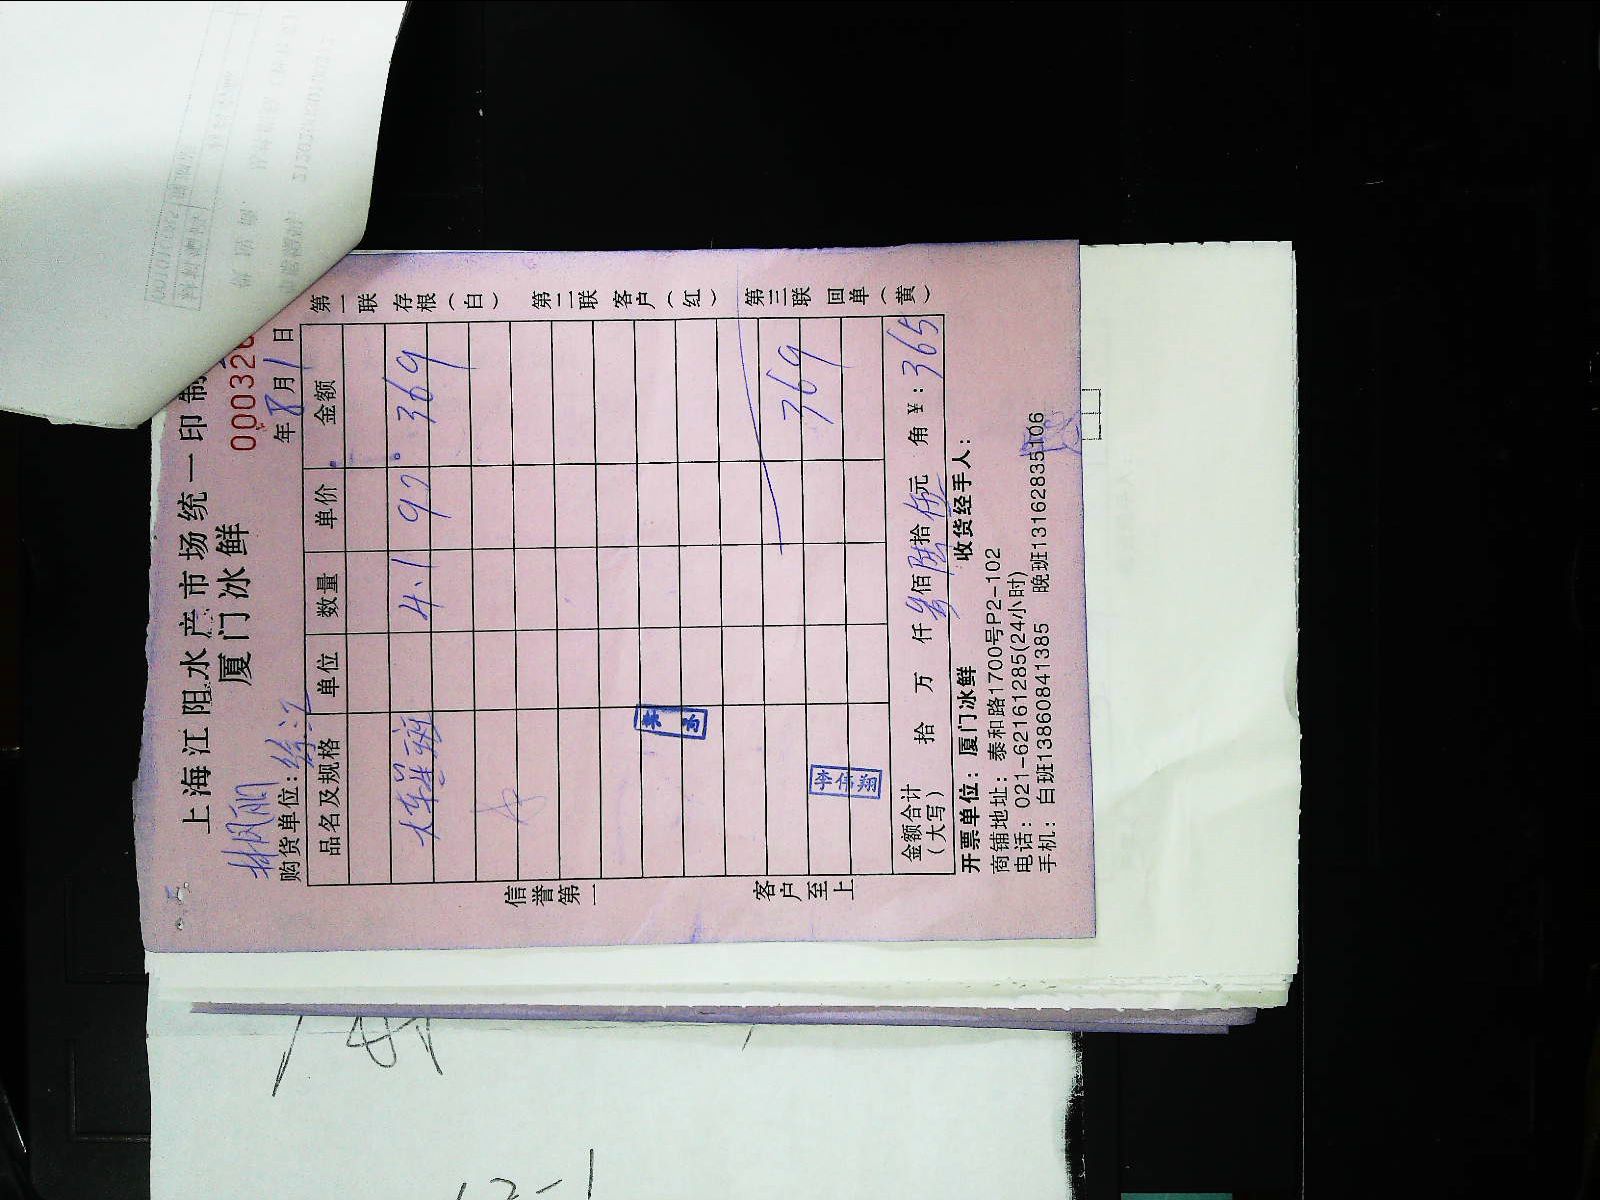 上海江阳水产市场统一印制
厦门冰鲜
000326
年8月1日
购货单位：徐汇
品名及规格 单位 数量 单价 金额
4.1 90 369
369
李伟翔
金额合计（大写） 拾 万 仟 叁佰陆拾伍元 角 ￥：365
开票单位：厦门冰鲜 收货经手人：
商铺地址：泰和路1700号P2-102
电话：021-62161285(24小时)
手机：白班13860841385 晚班13162835106
信誉第一 客户至上
第一联 存根（白） 第二联 客户（红） 第三联 回单（黄）